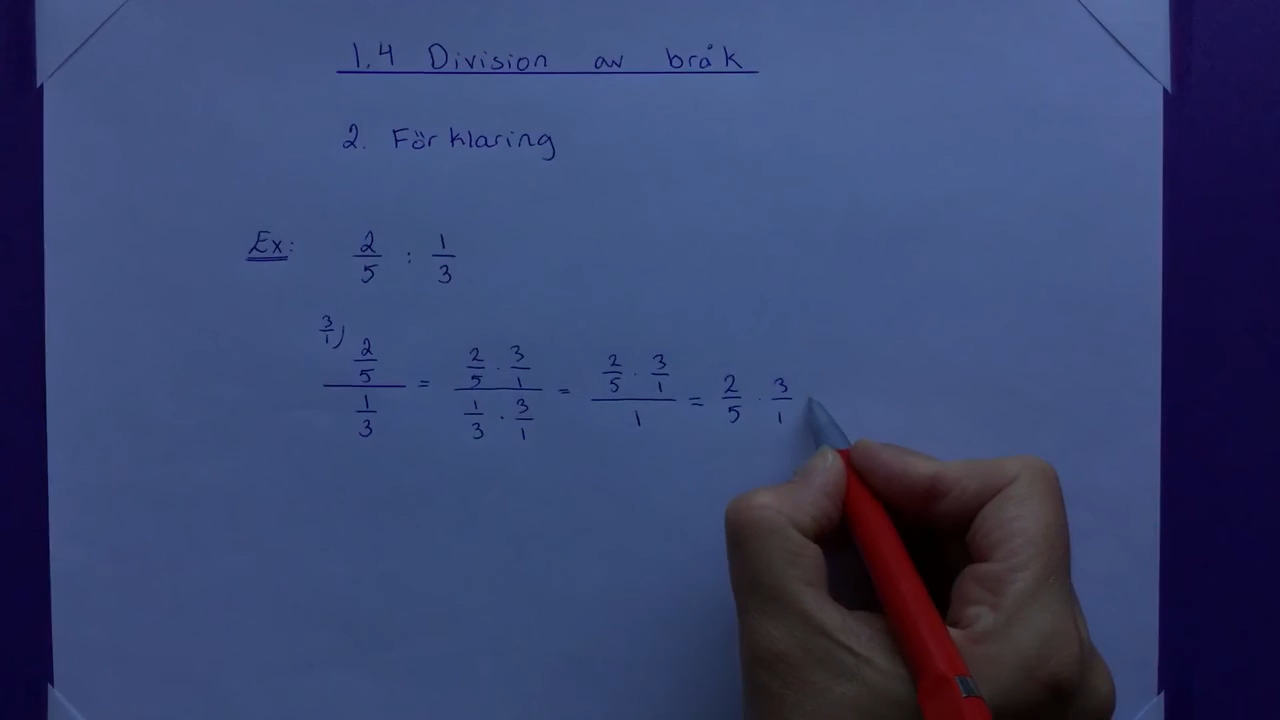 1.4 Division av bråk
2. Förklaring
Ex: 2/5 : 1/3
3/1) (2/5)/(1/3) = (2/5 · 3/1)/(1/3 · 3/1) = (2/5 · 3/1)/1 = 2/5 · 3/1